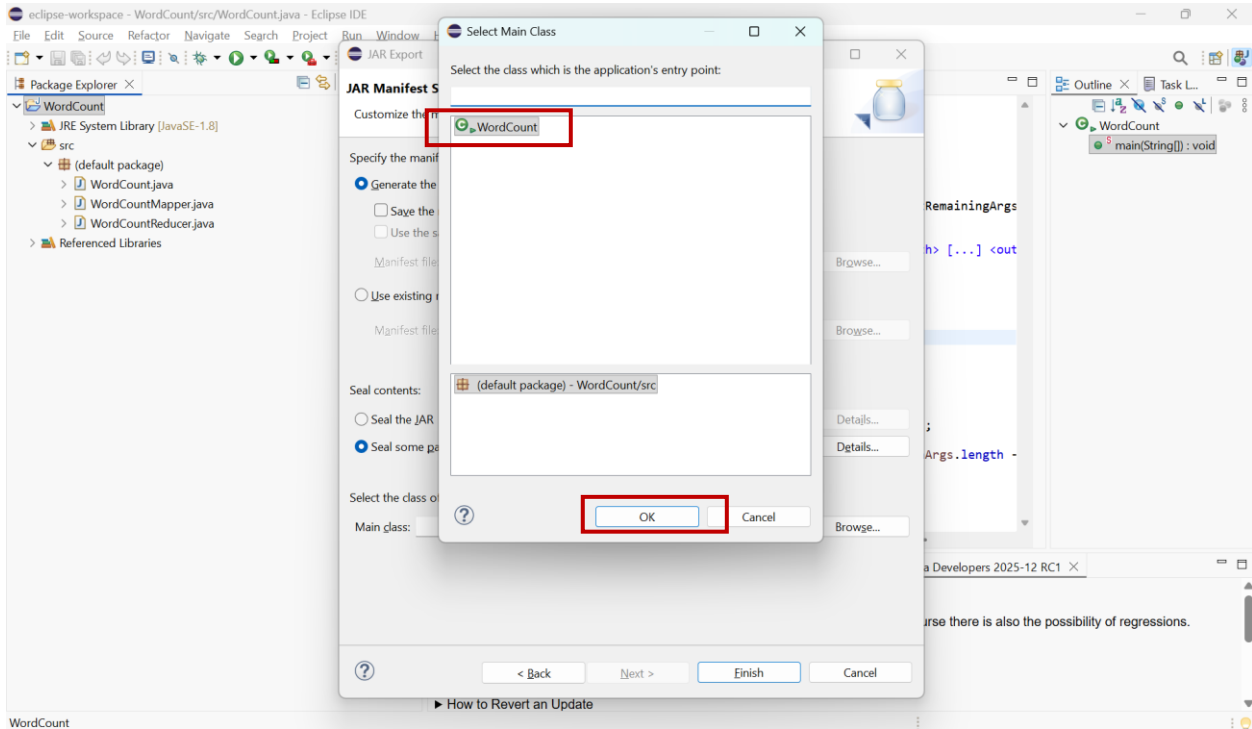 eclipse-workspace - WordCount/src/WordCount.java - Eclipse IDE
File Edit Source Refactor Navigate Search Project Run Window H
Package Explorer
WordCount
JRE System Library [JavaSE-1.8]
src
(default package)
WordCount.java
WordCountMapper.java
WordCountReducer.java
Referenced Libraries
JAR Export
JAR Manifest S
Customize the m
Specify the manif
Generate the
Save the
Use the s
Manifest file:
Browse...
Use existing
Manifest file:
Browse...
Seal contents:
Seal the JAR
Details...
Seal some pa
Details...
Select the class o
Main class:
Browse...
< Back
Next >
Finish
Cancel
Select Main Class
Select the class which is the application's entry point:
WordCount
(default package) - WordCount/src
OK
Cancel
RemainingArgs
h> [...] <out
;
Args.length -
Outline
Task L...
WordCount
main(String[]) : void
a Developers 2025-12 RC1
urse there is also the possibility of regressions.
How to Revert an Update
WordCount